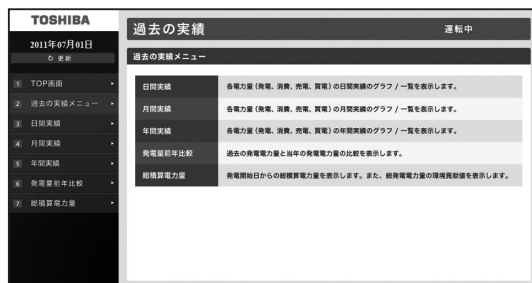 TOSHIBA
2011年07月01日
更新
1 TOP画面
2 過去の実績メニュー
3 日間実績
4 月間実績
5 年間実績
6 発電量前年比較
7 総積算電力量
過去の実績 運転中
過去の実績メニュー
日間実績 各電力量(発電、消費、売電、買電)の日間実績のグラフ / 一覧を表示します。
月間実績 各電力量(発電、消費、売電、買電)の月間実績のグラフ / 一覧を表示します。
年間実績 各電力量(発電、消費、売電、買電)の年間実績のグラフ / 一覧を表示します。
発電量前年比較 過去の発電電力量と当年の発電電力量の比較を表示します。
総積算電力量 発電開始日からの総積算電力量を表示します。また、総発電電力量の環境貢献値を表示します。